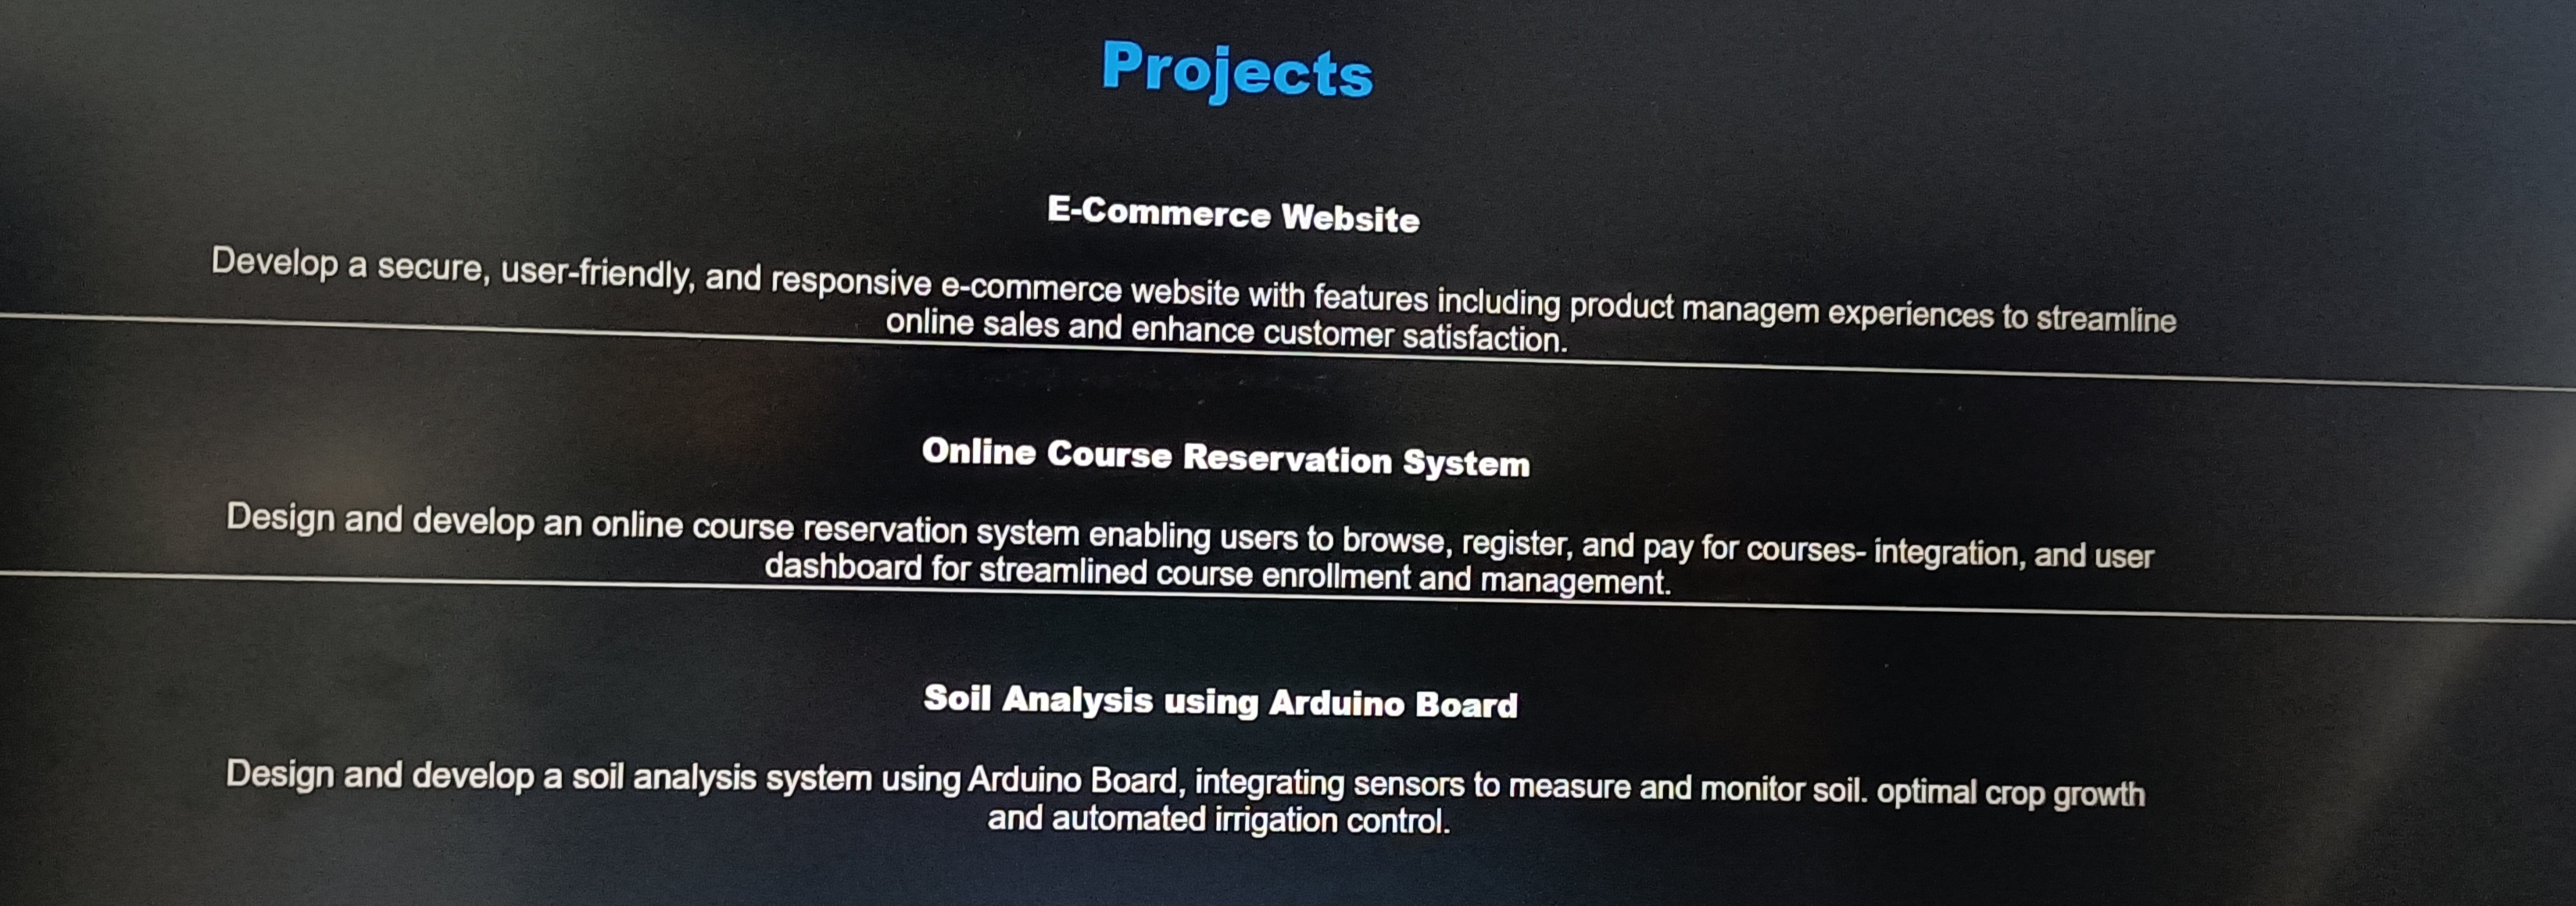 Projects
E-Commerce Website
Develop a secure, user-friendly, and responsive e-commerce website with features including product managem experiences to streamline
online sales and enhance customer satisfaction.
Online Course Reservation System
Design and develop an online course reservation system enabling users to browse, register, and pay for courses- integration, and user
dashboard for streamlined course enrollment and management.
Soil Analysis using Arduino Board
Design and develop a soil analysis system using Arduino Board, integrating sensors to measure and monitor soil. optimal crop growth
and automated irrigation control.